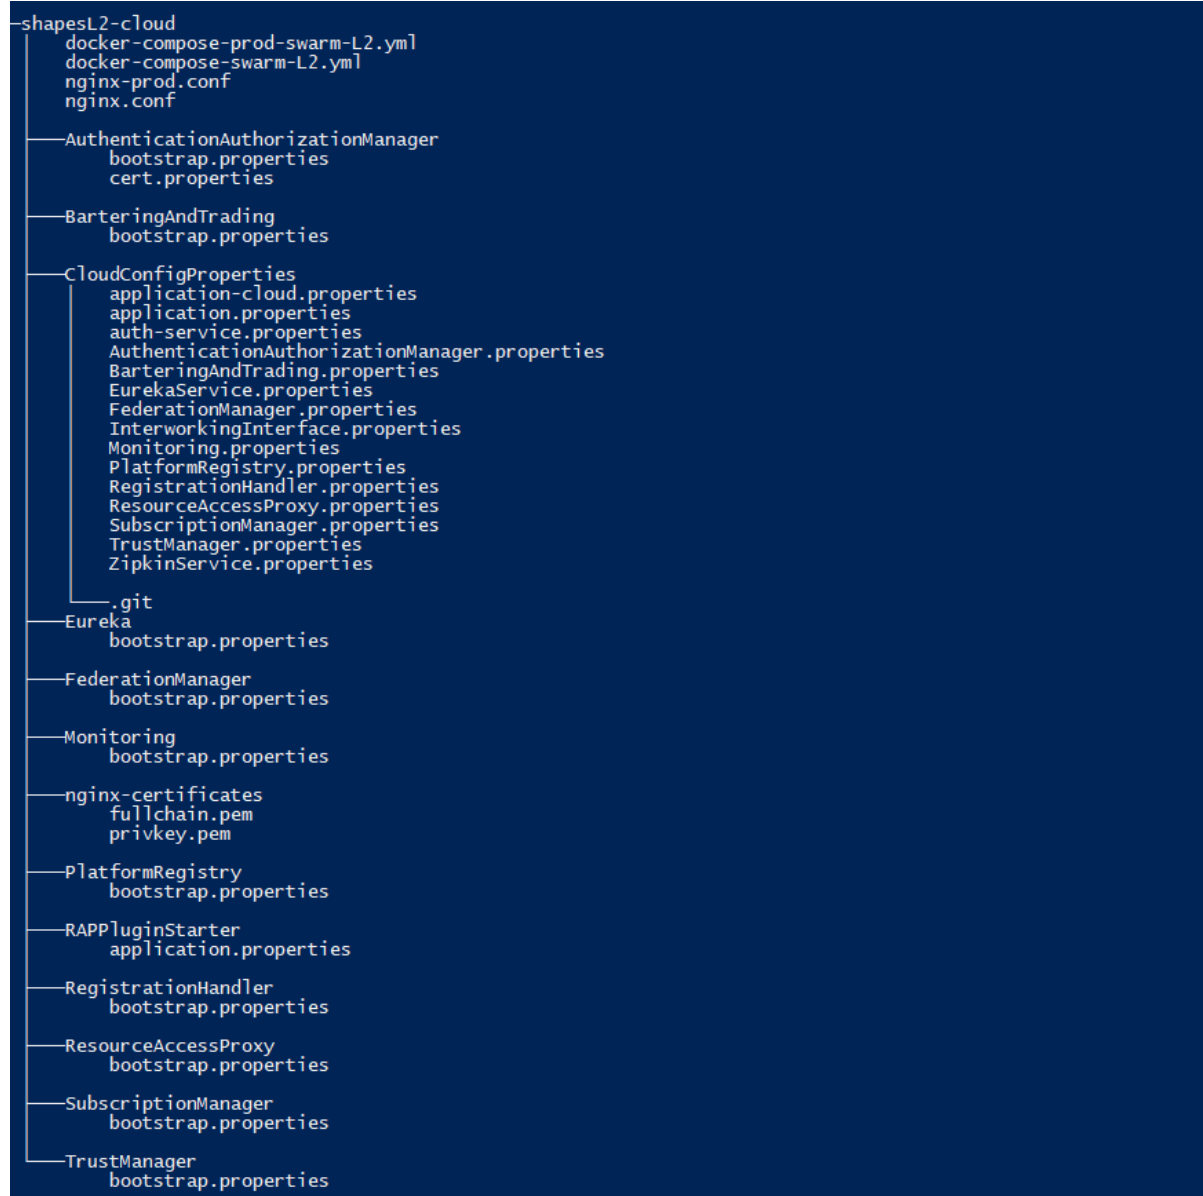 shapesL2-cloud
docker-compose-prod-swarm-L2.yml
docker-compose-swarm-L2.yml
nginx-prod.conf
nginx.conf
AuthenticationAuthorizationManager
bootstrap.properties
cert.properties
BarteringAndTrading
bootstrap.properties
CloudConfigProperties
application-cloud.properties
application.properties
auth-service.properties
AuthenticationAuthorizationManager.properties
BarteringAndTrading.properties
EurekaService.properties
FederationManager.properties
InterworkingInterface.properties
Monitoring.properties
PlatformRegistry.properties
RegistrationHandler.properties
ResourceAccessProxy.properties
SubscriptionManager.properties
TrustManager.properties
ZipkinService.properties
.git
Eureka
bootstrap.properties
FederationManager
bootstrap.properties
Monitoring
bootstrap.properties
nginx-certificates
fullchain.pem
privkey.pem
PlatformRegistry
bootstrap.properties
RAPPluginStarter
application.properties
RegistrationHandler
bootstrap.properties
ResourceAccessProxy
bootstrap.properties
SubscriptionManager
bootstrap.properties
TrustManager
bootstrap.properties